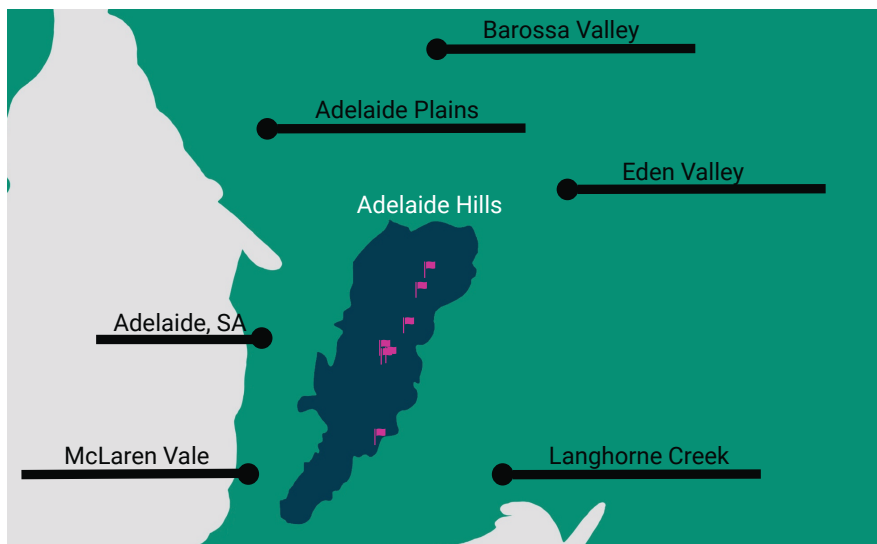 Barossa Valley
Adelaide Plains
Eden Valley
Adelaide Hills
Adelaide, SA
McLaren Vale
Langhorne Creek